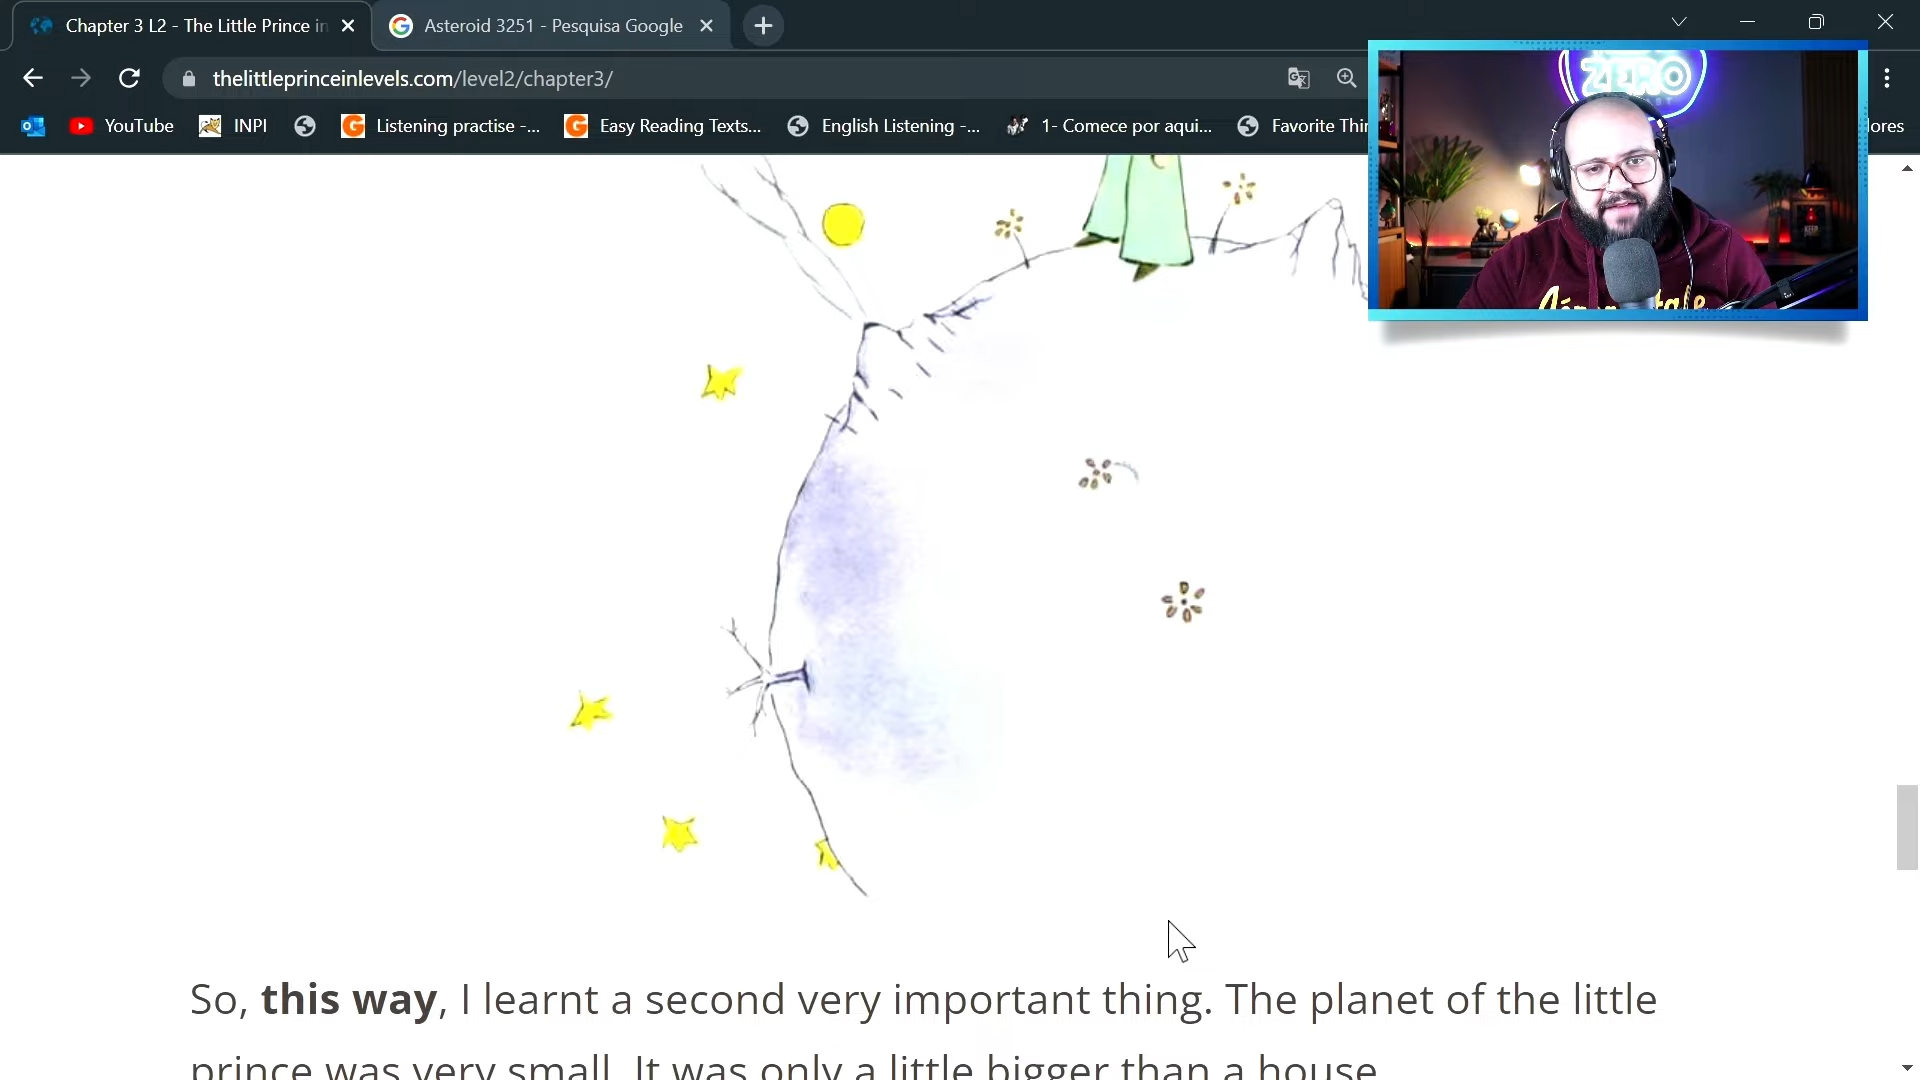 Chapter 3 L2 - The Little Prince in
Asteroid 3251 - Pesquisa Google
thelittleprinceinlevels.com/level2/chapter3/
YouTube
INPI
Listening practise -...
Easy Reading Texts...
English Listening -...
1- Comece por aqui...
Favorite Thi
lores
ZERO
So, this way, I learnt a second very important thing. The planet of the little
prince was very small. It was only a little bigger than a house